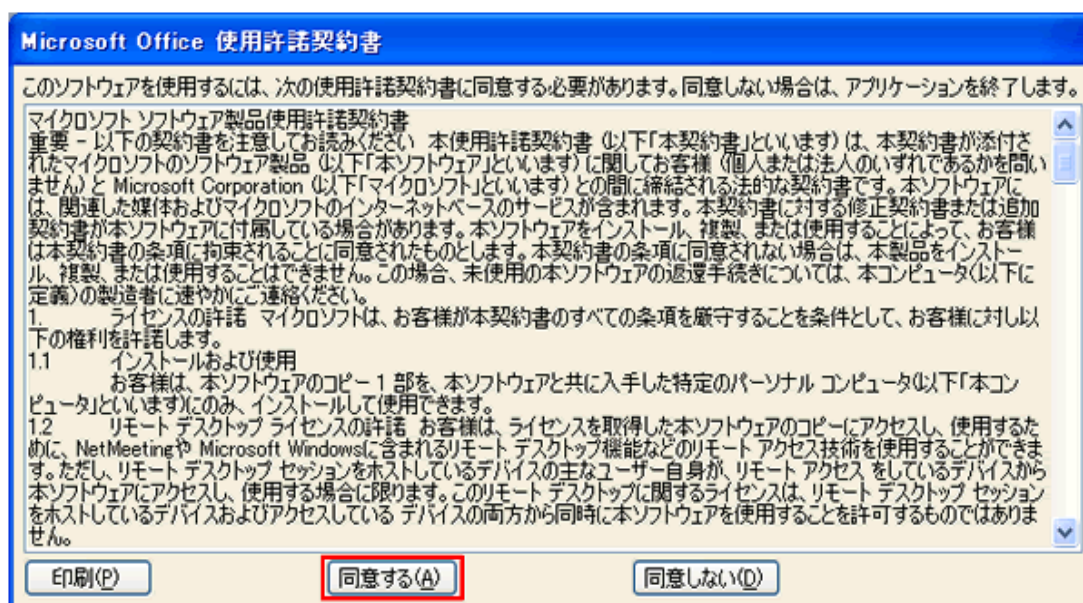 Microsoft Office 使用許諾契約書
このソフトウェアを使用するには、次の使用許諾契約書に同意する必要があります。同意しない場合は、アプリケーションを終了します。
マイクロソフト ソフトウェア製品使用許諾契約書
重要 - 以下の契約書を注意してお読みください 本使用許諾契約書 (以下「本契約書」といいます) は、本契約書が添付さ
れたマイクロソフトのソフトウェア製品 (以下「本ソフトウェア」といいます) に関してお客様 (個人または法人のいずれであるかを問い
ません) と Microsoft Corporation (以下「マイクロソフト」といいます) との間に締結される法的な契約書です。本ソフトウェアに
は、関連した媒体およびマイクロソフトのインターネットベースのサービスが含まれます。本契約書に対する修正契約書または追加
契約書が本ソフトウェアに付属している場合があります。本ソフトウェアをインストール、複製、または使用することによって、お客様
は本契約書の条項に拘束されることに同意されたものとします。本契約書の条項に同意されない場合は、本製品をインストー
ル、複製、または使用することはできません。この場合、未使用の本ソフトウェアの返還手続きについては、本コンピュータ(以下に
定義)の製造者に速やかにご連絡ください。
1. ライセンスの許諾 マイクロソフトは、お客様が本契約書のすべての条項を厳守することを条件として、お客様に対し以
下の権利を許諾します。
1.1 インストールおよび使用
お客様は、本ソフトウェアのコピー 1 部を、本ソフトウェアと共に入手した特定のパーソナル コンピュータ(以下「本コン
ピュータ」といいます)にのみ、インストールして使用できます。
1.2 リモート デスクトップ ライセンスの許諾 お客様は、ライセンスを取得した本ソフトウェアのコピーにアクセスし、使用するた
めに、NetMeetingや Microsoft Windowsに含まれるリモート デスクトップ機能などのリモート アクセス技術を使用することができま
す。ただし、リモート デスクトップ セッションをホストしているデバイスの主なユーザー自身が、リモート アクセス をしているデバイスから
本ソフトウェアにアクセスし、使用する場合に限ります。このリモート デスクトップに関するライセンスは、リモート デスクトップ セッション
をホストしているデバイスおよびアクセスしている デバイスの両方から同時に本ソフトウェアを使用することを許可するものではありま
せん。
印刷(P) 同意する(A) 同意しない(D)